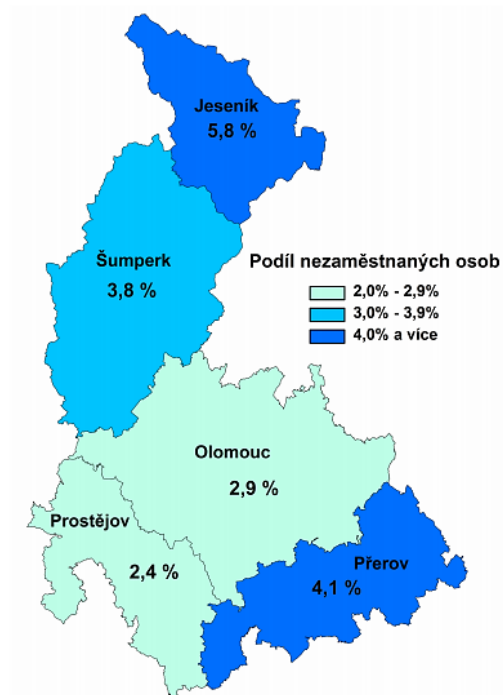 Jeseník
5,8 %
Šumperk
3,8 %
Podíl nezaměstnaných osob
2,0% - 2,9%
3,0% - 3,9%
4,0% a více
Olomouc
2,9 %
Prostějov
2,4 %
Přerov
4,1 %